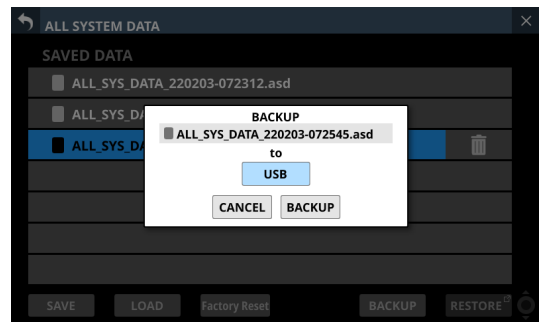 ALL SYSTEM DATA
SAVED DATA
ALL_SYS_DATA_220203-072312.asd
ALL_SYS_DA
ALL_SYS_DA
BACKUP
ALL_SYS_DATA_220203-072545.asd
to
USB
CANCEL BACKUP
SAVE LOAD Factory Reset BACKUP RESTORE